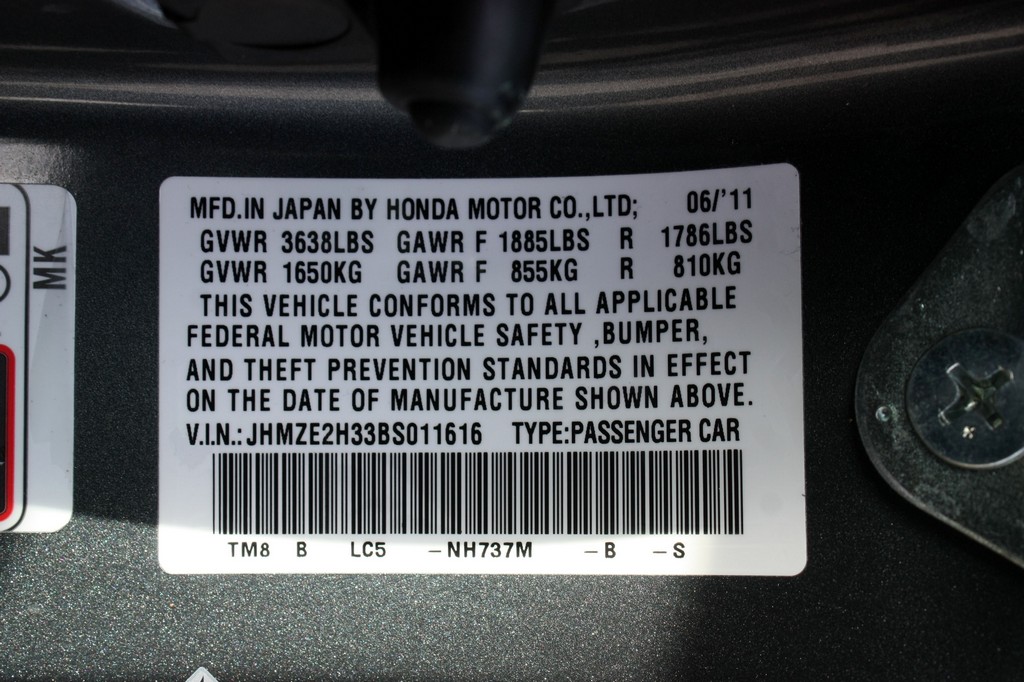 MK
MFD.IN JAPAN BY HONDA MOTOR CO.,LTD; 06/'11
GVWR 3638LBS GAWR F 1885LBS R 1786LBS
GVWR 1650KG GAWR F 855KG R 810KG
THIS VEHICLE CONFORMS TO ALL APPLICABLE
FEDERAL MOTOR VEHICLE SAFETY ,BUMPER,
AND THEFT PREVENTION STANDARDS IN EFFECT
ON THE DATE OF MANUFACTURE SHOWN ABOVE.
V.I.N.:JHMZE2H33BS011616 TYPE:PASSENGER CAR
TM8 B LC5 –NH737M –B –S